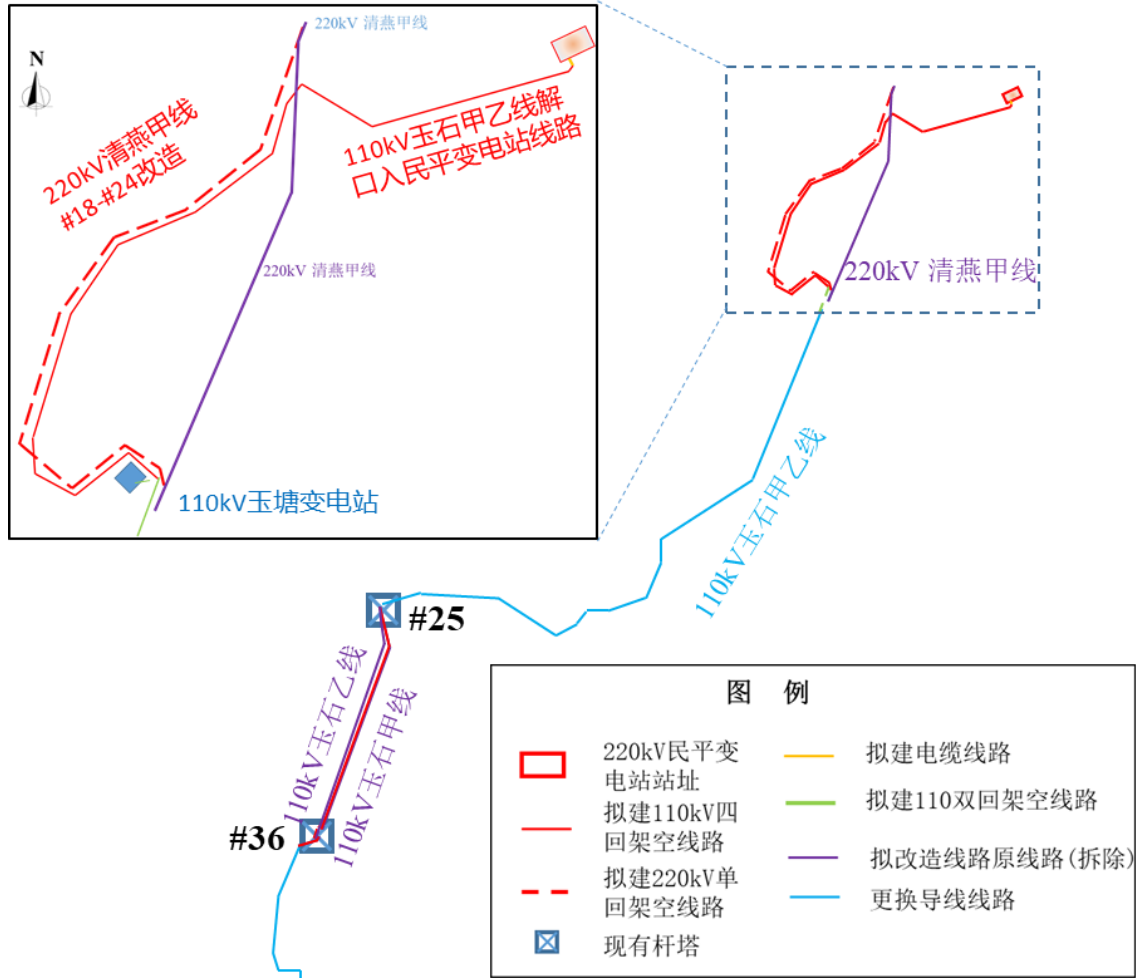 220kV 清燕甲线
N
220kV清燕甲线
#18-#24改造
110kV玉石甲乙线解
口入民平变电站线路
220kV 清燕甲线
110kV玉塘变电站
220kV 清燕甲线
110kV玉石甲乙线
#25
110kV玉石乙线
110kV玉石甲线
#36
图 例
220kV民平变
电站站址
拟建110kV四
回架空线路
拟建220kV单
回架空线路
现有杆塔
拟建电缆线路
拟建110双回架空线路
拟改造线路原线路(拆除)
更换导线线路